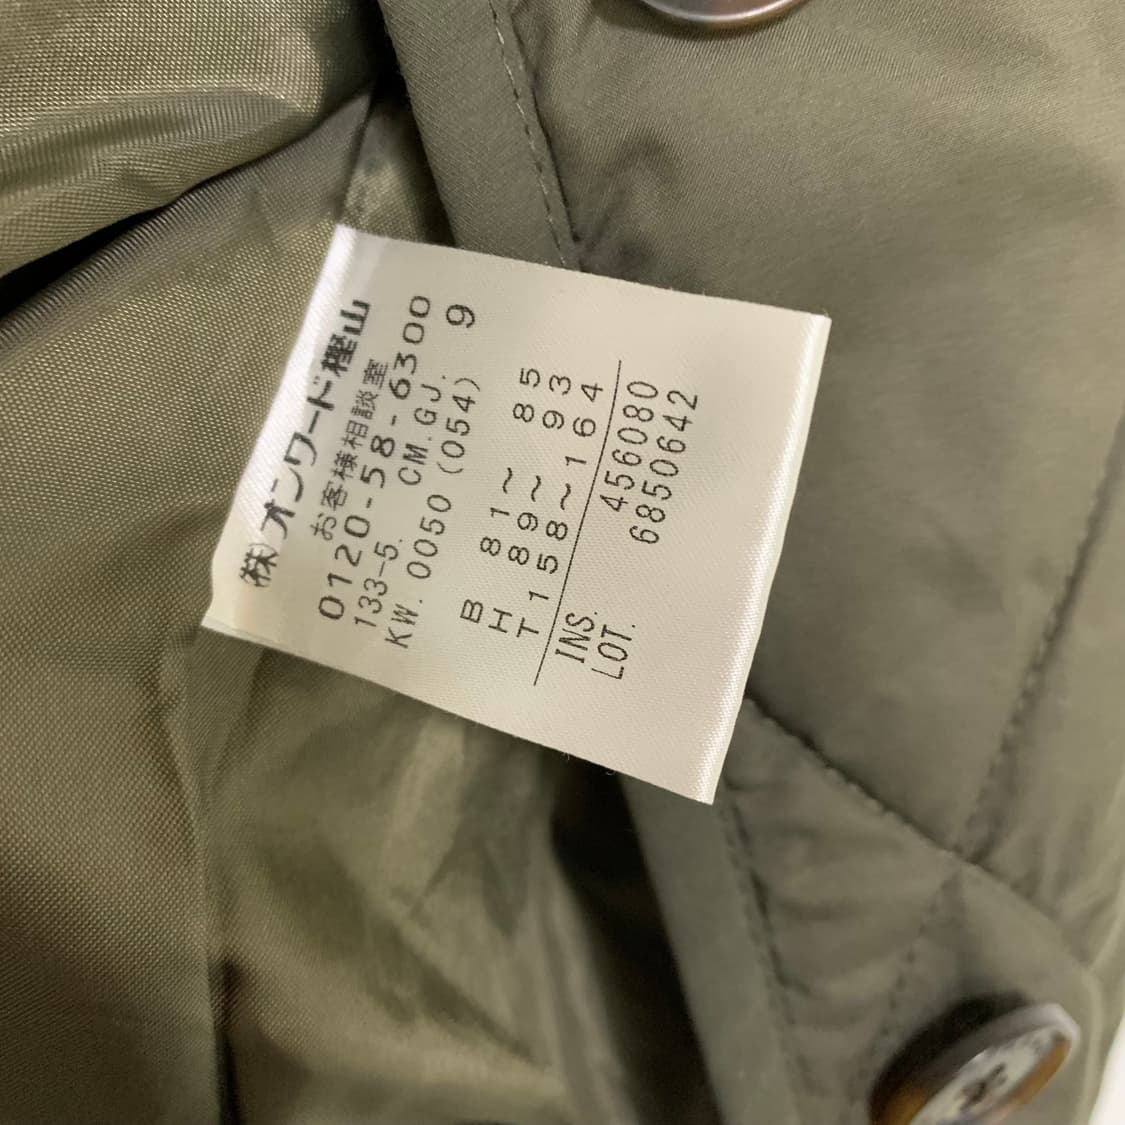 (株)オンワード樫山
お客様相談室
0120-58-6300
133-5. CM.GJ.
KW.0050(054) 9
B 81～ 85
H 89～ 93
T158～164
INS. 456080
LOT. 6850642